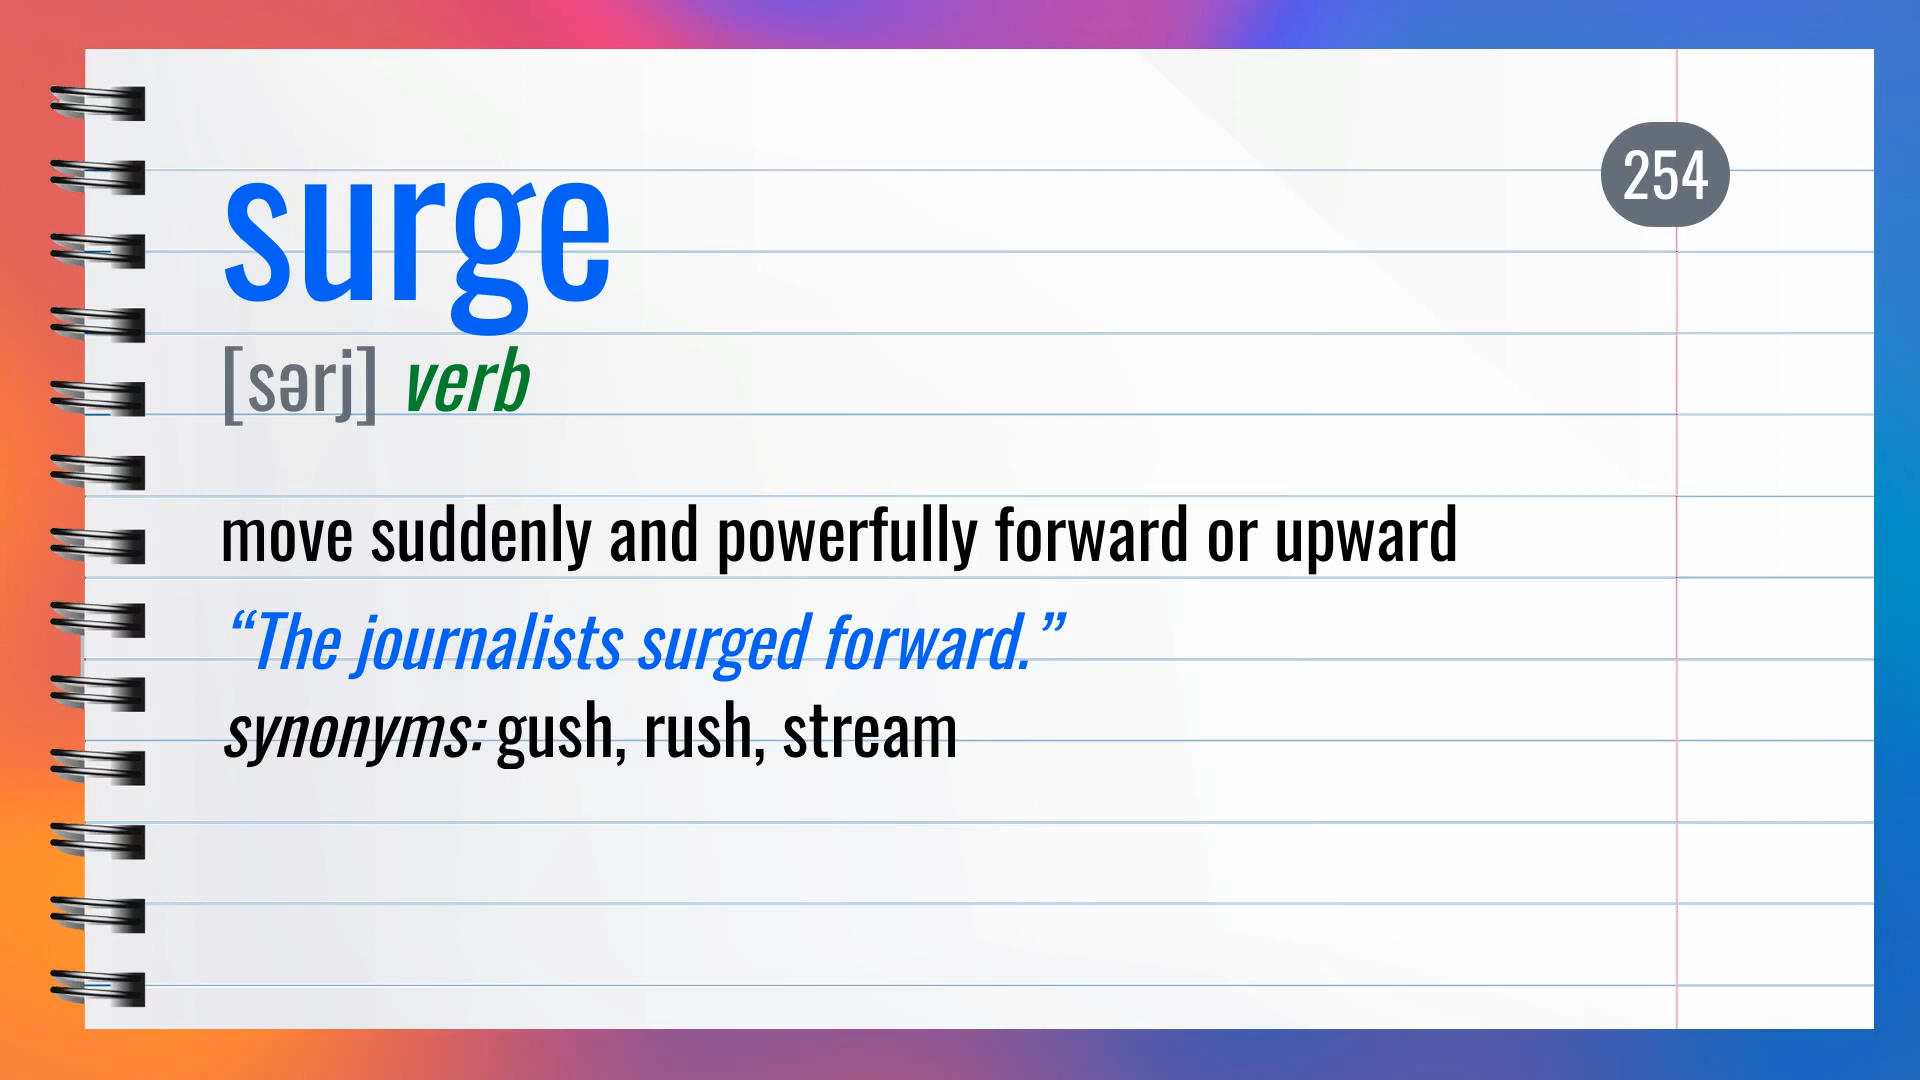 254
surge
[sərj] verb
move suddenly and powerfully forward or upward
“The journalists surged forward.”
synonyms: gush, rush, stream